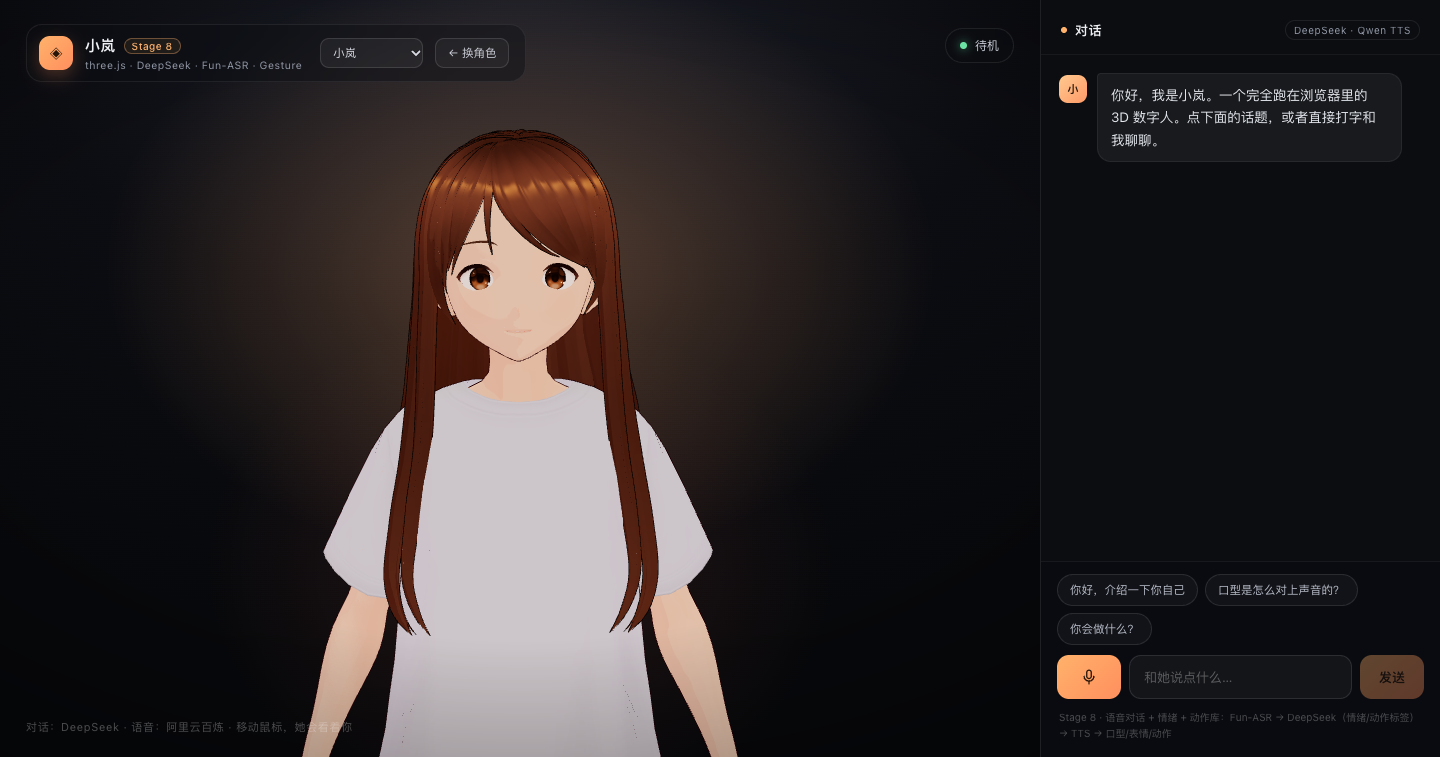 小岚 Stage 8
three.js · DeepSeek · Fun-ASR · Gesture
小岚
← 换角色
待机
对话：DeepSeek · 语音：阿里云百炼 · 移动鼠标，她会看着你
对话
DeepSeek · Qwen TTS
小
你好，我是小岚。一个完全跑在浏览器里的
3D 数字人。点下面的话题，或者直接打字和
我聊聊。
你好，介绍一下你自己
口型是怎么对上声音的？
你会做什么？
和她说点什么…
发送
Stage 8 · 语音对话 + 情绪 + 动作库：Fun-ASR → DeepSeek（情绪/动作标签）
→ TTS → 口型/表情/动作